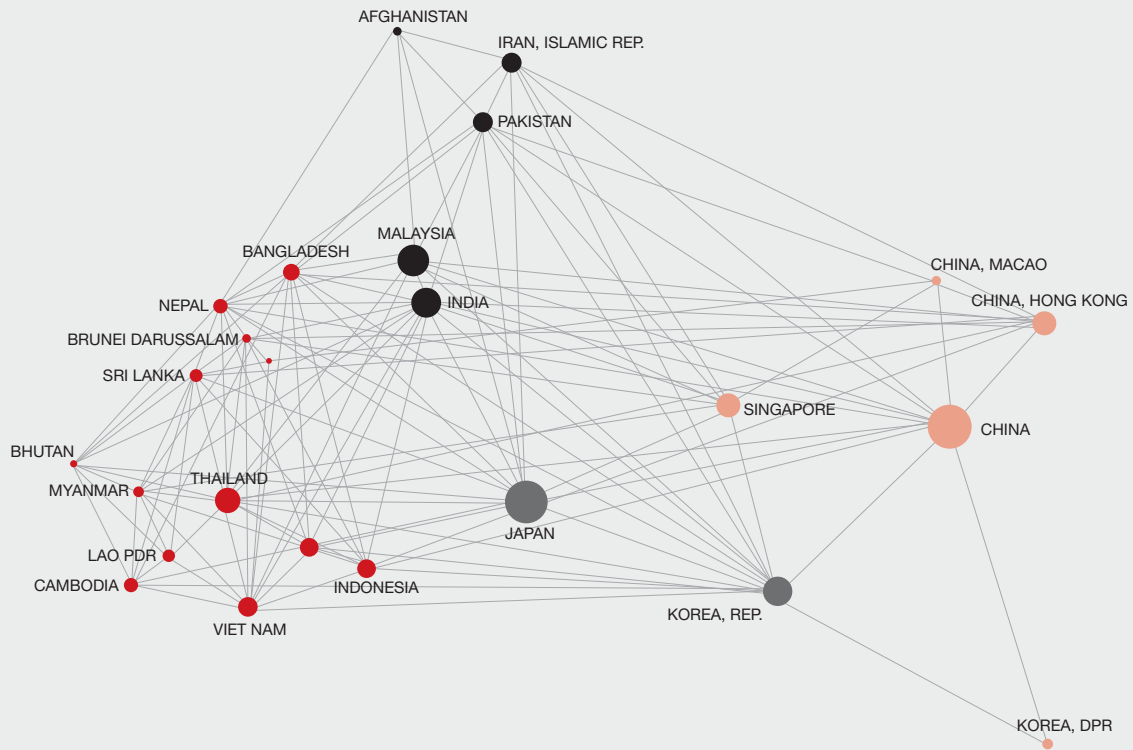 AFGHANISTAN
IRAN, ISLAMIC REP.
PAKISTAN
MALAYSIA
BANGLADESH
CHINA, MACAO
NEPAL
INDIA
CHINA, HONG KONG
BRUNEI DARUSSALAM
SRI LANKA
SINGAPORE
CHINA
BHUTAN
THAILAND
MYANMAR
JAPAN
LAO PDR
CAMBODIA
INDONESIA
KOREA, REP.
VIET NAM
KOREA, DPR